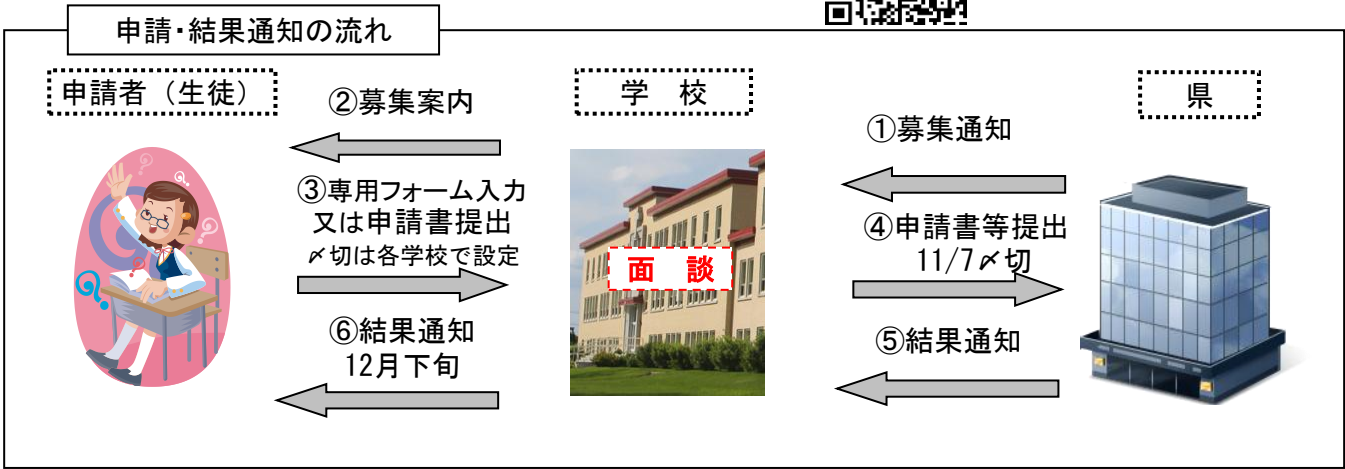 申請・結果通知の流れ
申請者（生徒）
学　校
県
①募集通知
②募集案内
③専用フォーム入力
又は申請書提出
〆切は各学校で設定
面　談
④申請書等提出
11/7〆切
⑤結果通知
⑥結果通知
12月下旬